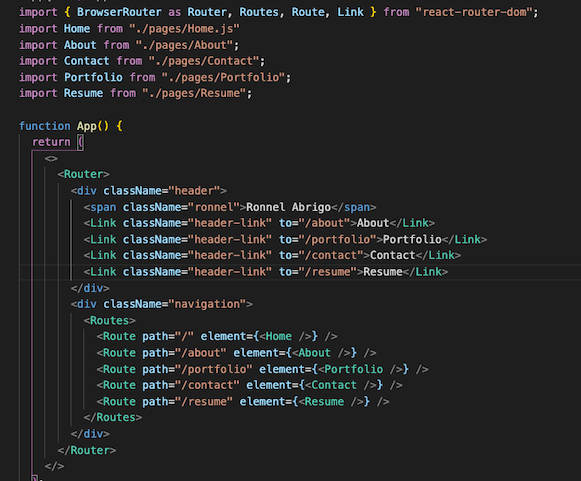 import { BrowserRouter as Router, Routes, Route, Link } from "react-router-dom";
import Home from "./pages/Home.js"
import About from "./pages/About";
import Contact from "./pages/Contact";
import Portfolio from "./pages/Portfolio";
import Resume from "./pages/Resume";

function App() {
  return (
    <>
      <Router>
        <div className="header">
          <span className="ronnel">Ronnel Abrigo</span>
          <Link className="header-link" to="/about">About</Link>
          <Link className="header-link" to="/portfolio">Portfolio</Link>
          <Link className="header-link" to="/contact">Contact</Link>
          <Link className="header-link" to="/resume">Resume</Link>
        </div>
        <div className="navigation">
          <Routes>
            <Route path="/" element={<Home />} />
            <Route path="/about" element={<About />} />
            <Route path="/portfolio" element={<Portfolio />} />
            <Route path="/contact" element={<Contact />} />
            <Route path="/resume" element={<Resume />} />
          </Routes>
        </div>
      </Router>
    </>
  );